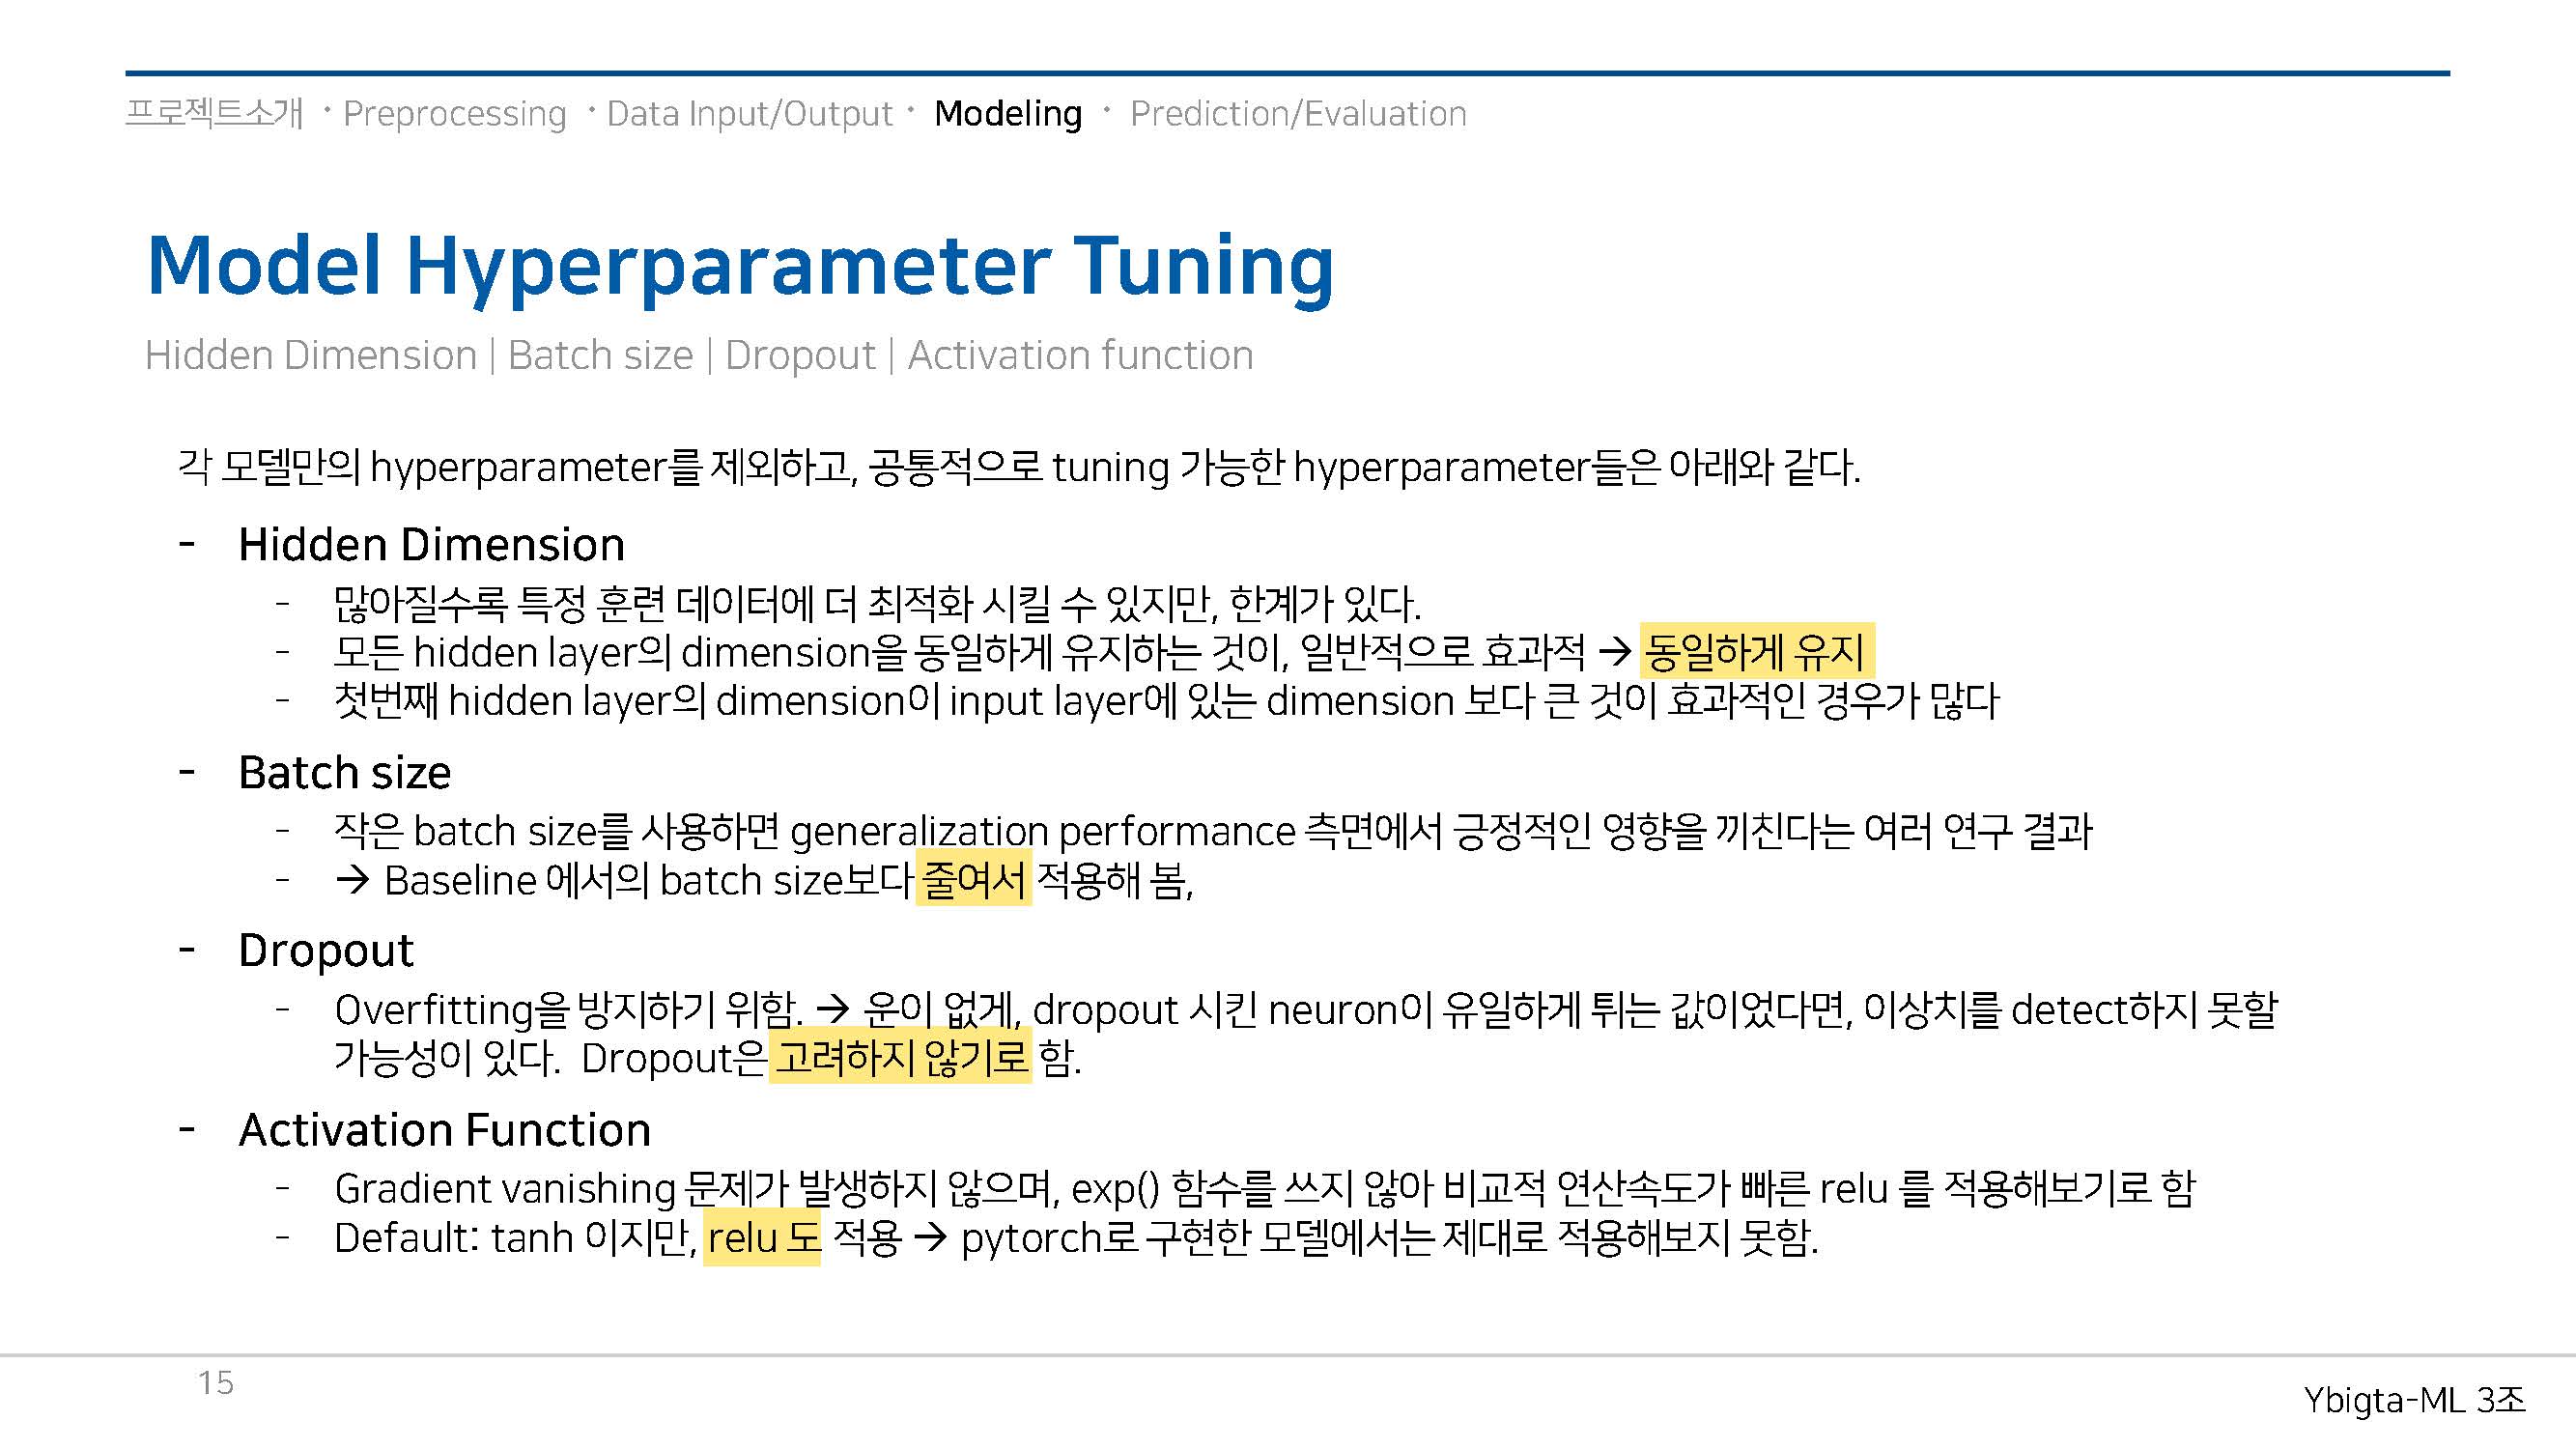 프로젝트소개 · Preprocessing · Data Input/Output · Modeling · Prediction/Evaluation
Model Hyperparameter Tuning
Hidden Dimension | Batch size | Dropout | Activation function
각 모델만의 hyperparameter를 제외하고, 공통적으로 tuning 가능한 hyperparameter들은 아래와 같다.
- Hidden Dimension
- 많아질수록 특정 훈련 데이터에 더 최적화 시킬 수 있지만, 한계가 있다.
- 모든 hidden layer의 dimension을 동일하게 유지하는 것이, 일반적으로 효과적 → 동일하게 유지
- 첫번째 hidden layer의 dimension이 input layer에 있는 dimension 보다 큰 것이 효과적인 경우가 많다
- Batch size
- 작은 batch size를 사용하면 generalization performance 측면에서 긍정적인 영향을 끼친다는 여러 연구 결과
- → Baseline 에서의 batch size보다 줄여서 적용해 봄,
- Dropout
- Overfitting을 방지하기 위함. → 운이 없게, dropout 시킨 neuron이 유일하게 튀는 값이었다면, 이상치를 detect하지 못할
가능성이 있다. Dropout은 고려하지 않기로 함.
- Activation Function
- Gradient vanishing 문제가 발생하지 않으며, exp() 함수를 쓰지 않아 비교적 연산속도가 빠른 relu 를 적용해보기로 함
- Default: tanh 이지만, relu 도 적용 → pytorch로 구현한 모델에서는 제대로 적용해보지 못함.
15
Ybigta-ML 3조